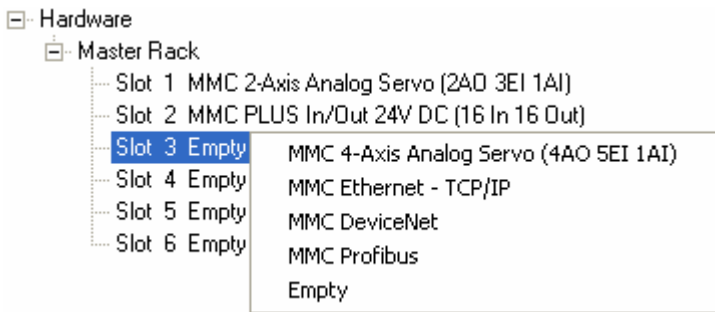 Hardware
Master Rack
Slot 1 MMC 2-Axis Analog Servo (2AO 3EI 1AI)
Slot 2 MMC PLUS In/Out 24V DC (16 In 16 Out)
Slot 3 Empty
MMC 4-Axis Analog Servo (4AO 5EI 1AI)
Slot 4 Empty
MMC Ethernet - TCP/IP
Slot 5 Empty
MMC DeviceNet
Slot 6 Empty
MMC Profibus
Empty